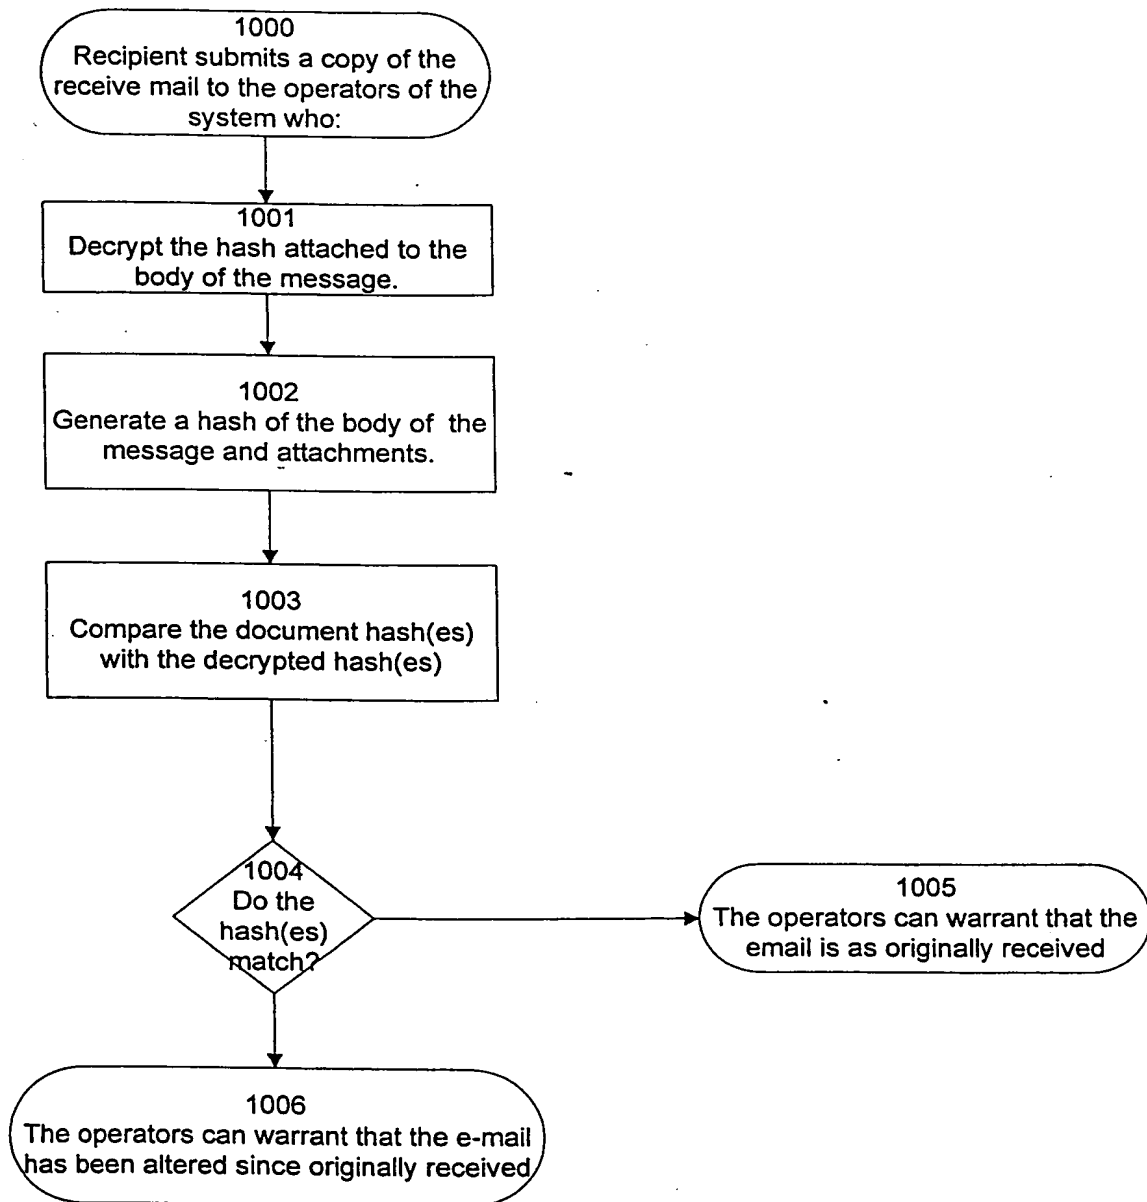 1000
Recipient submits a copy of the
receive mail to the operators of the
system who:
1001
Decrypt the hash attached to the
body of the message.
1002
Generate a hash of the body of the
message and attachments.
1003
Compare the document hash(es)
with the decrypted hash(es)
1004
Do the
hash(es)
match?
1005
The operators can warrant that the
email is as originally received
1006
The operators can warrant that the e-mail
has been altered since originally received